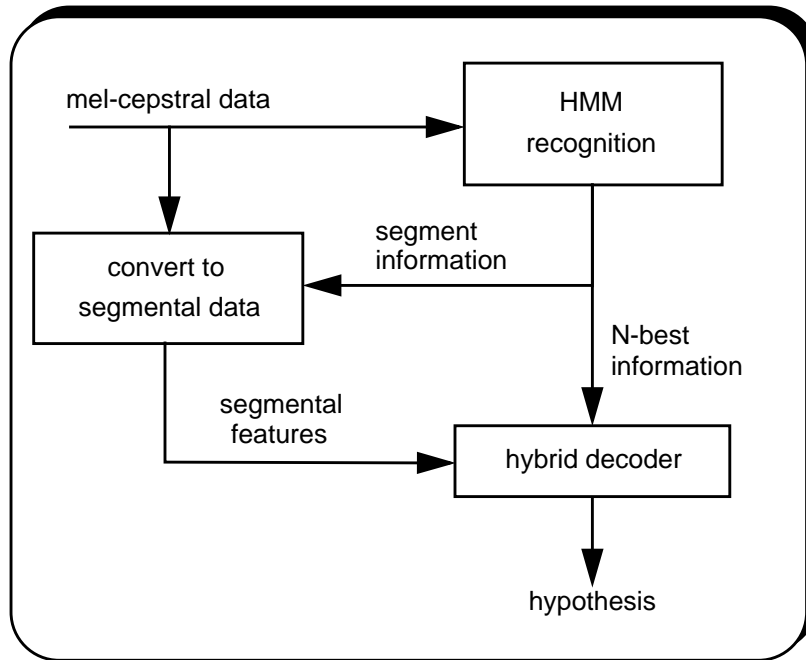 mel-cepstral data
HMM
recognition
segment
information
convert to
segmental data
N-best
information
segmental
features
hybrid decoder
hypothesis